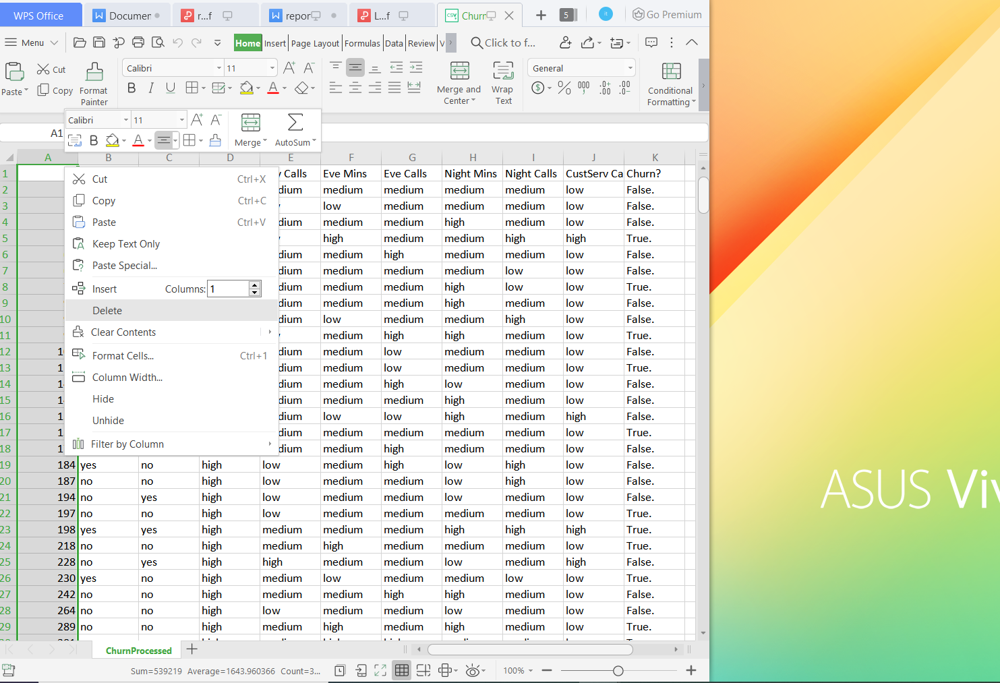 WPS Office Documer r...f repor L...f Churn 5 it Go Premium
Menu Home Insert Page Layout Formulas Data Review V Click to f...
Paste Cut Copy Format Painter Calibri 11 Merge and Center Wrap Text General Conditional Formatting
A1 Calibri 11 Merge AutoSum
A B C D E F G H I J K
1 y Calls Eve Mins Eve Calls Night Mins Night Calls CustServ Ca Churn?
2 dium medium medium medium medium low False.
3 low medium medium medium low False.
4 dium medium medium high medium low False.
5 high medium medium high high True.
6 dium medium high medium medium low False.
7 dium medium medium medium low low False.
8 dium medium medium high low low True.
9 dium medium medium high medium low False.
10 dium low medium medium high low False.
11 medium high high medium low True.
12 dium medium low medium medium low False.
13 dium medium low medium medium low True.
14 dium medium high low medium low False.
15 dium medium medium high medium low False.
16 dium low low high medium high False.
17 dium medium medium medium medium low True.
18 dium medium high medium medium low False.
Cut Ctrl+X
Copy Ctrl+C
Paste Ctrl+V
Keep Text Only
Paste Special...
Insert Columns: 1
Delete
Clear Contents
Format Cells... Ctrl+1
Column Width...
Hide
Unhide
Filter by Column
19 184 yes no high low medium high low high low False.
20 187 no no high low medium medium low high low False.
21 194 no yes high low medium medium low medium low False.
22 197 no no high low medium medium medium medium low True.
23 198 yes yes high medium medium medium high high high True.
24 218 no no high medium high medium medium medium low True.
25 228 no yes high high medium medium low medium high False.
26 230 yes no high medium low medium medium low low True.
27 242 no no high medium medium high high medium low False.
28 264 no no high low medium medium low medium low False.
29 289 no no high medium high medium high medium low True.
ChurnProcessed
Sum=539219 Average=1643.960366 Count=3... 100%
ASUS Viv